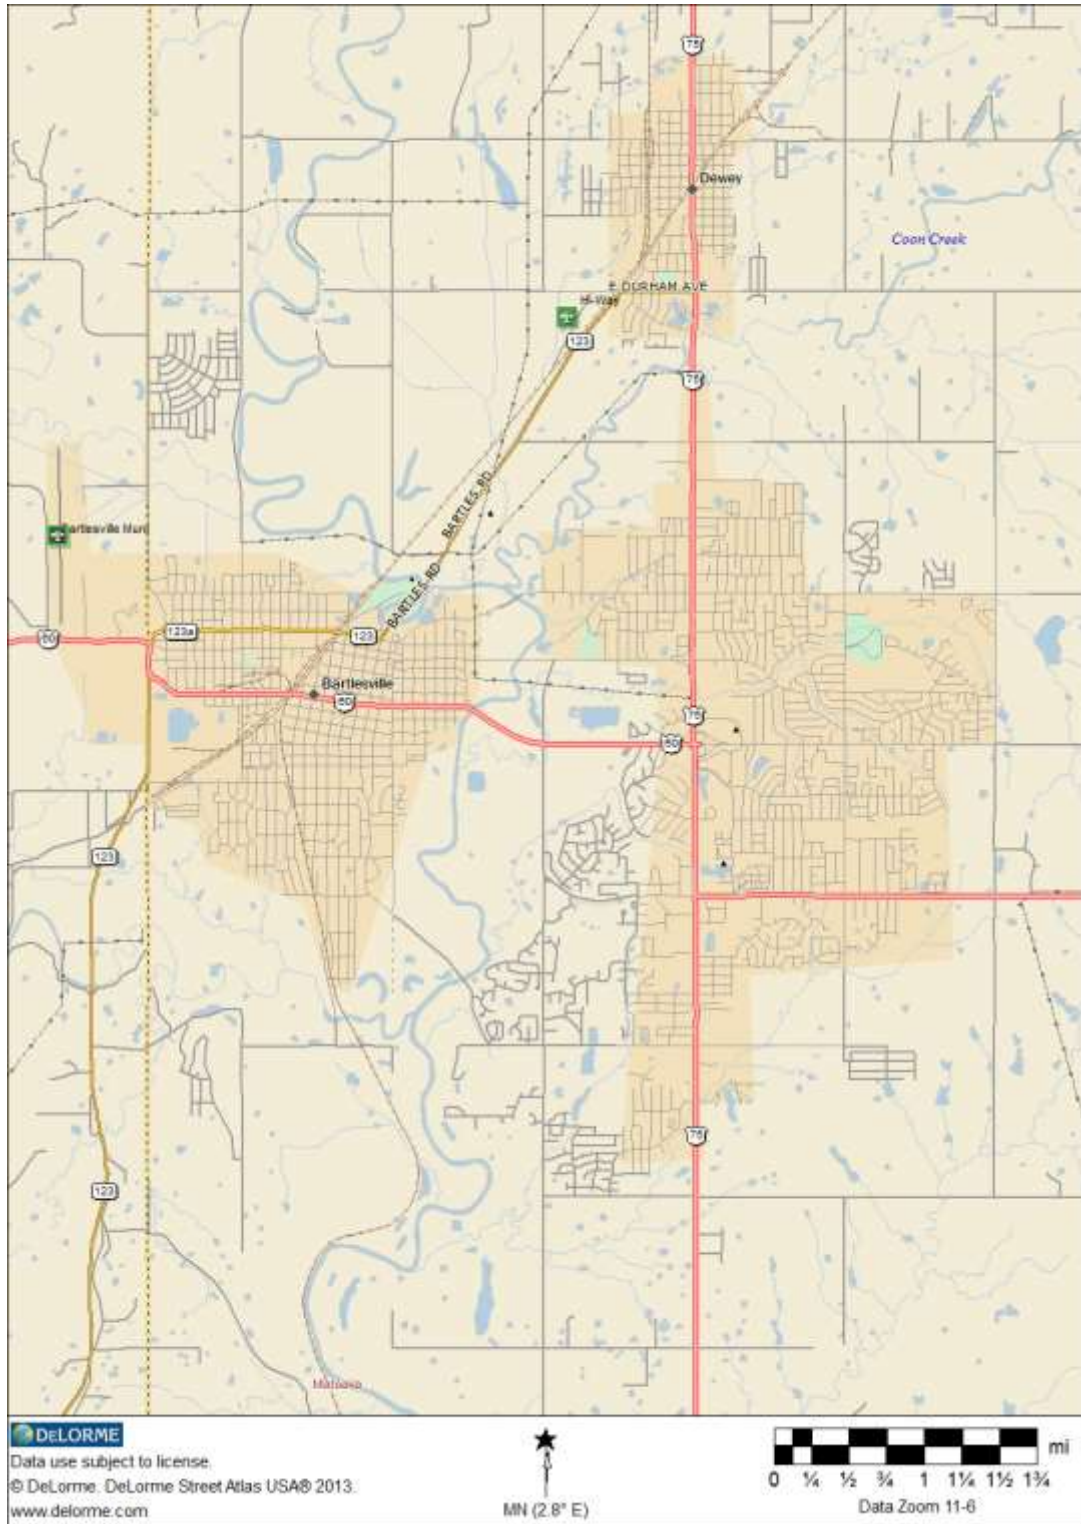 75
Dewey
Coon Creek
E DURHAM AVE
Hi-Way
123
75
BARTLES RD
Bartlesville Muni
BARTLES RD
60
123a
123
Bartlesville
60
75
60
123
75
123
Matoaka
DELORME
Data use subject to license.
© DeLorme. DeLorme Street Atlas USA® 2013.
www.delorme.com
MN (2.8° E)
mi
0 ¼ ½ ¾ 1 1¼ 1½ 1¾
Data Zoom 11-6